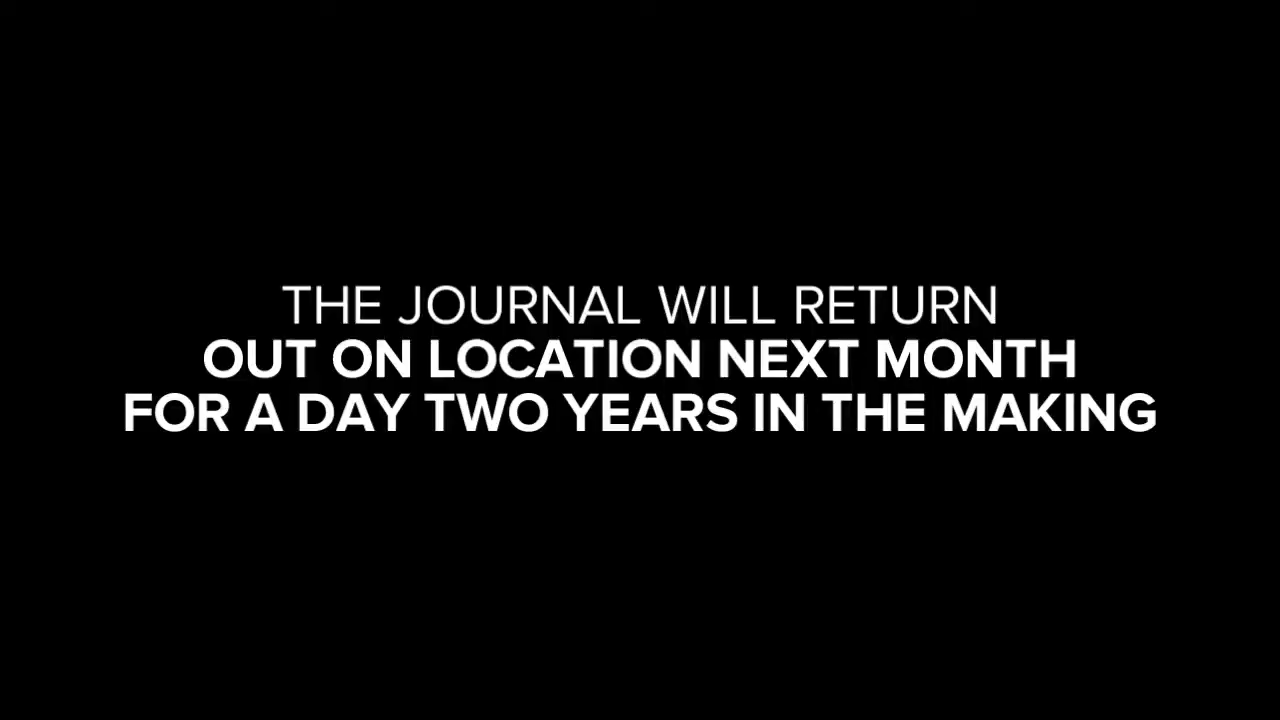 THE JOURNAL WILL RETURN
OUT ON LOCATION NEXT MONTH
FOR A DAY TWO YEARS IN THE MAKING